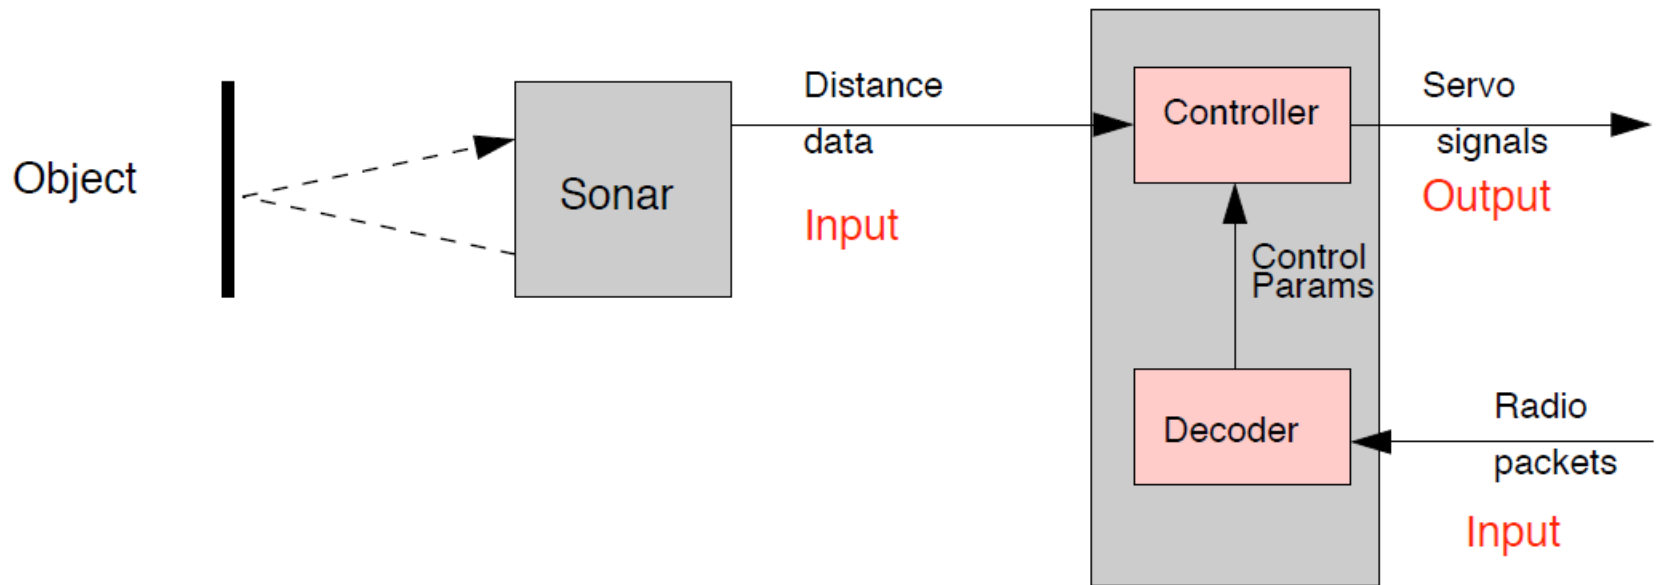 Object
Sonar
Distance
data
Input
Controller
Control
Params
Decoder
Servo
signals
Output
Radio
packets
Input